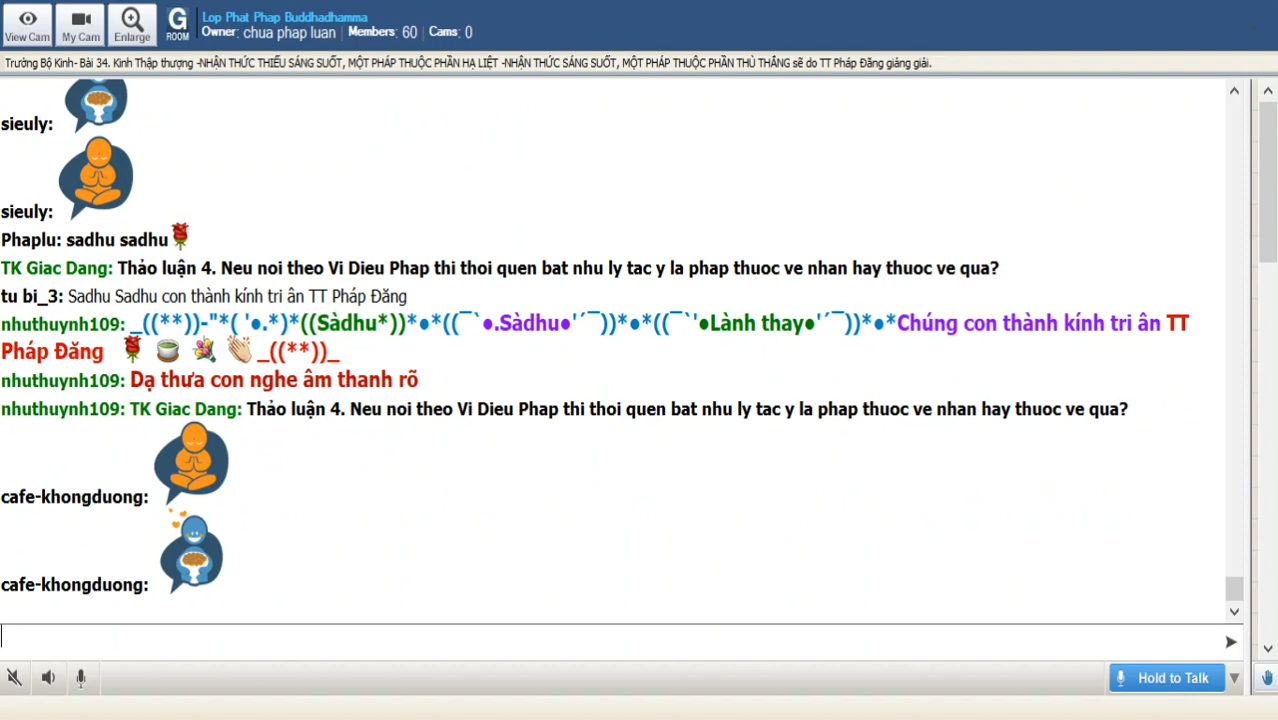 View Cam
My Cam
Enlarge
G
ROOM
Lop Phat Phap Buddhadhamma
Owner: chua phap luan | Members: 60 | Cams: 0
Trường Bộ Kinh- Bài 34. Kinh Thập thượng -NHẬN THỨC THIẾU SÁNG SUỐT, MỘT PHÁP THUỘC PHẦN HẠ LIỆT -NHẬN THỨC SÁNG SUỐT, MỘT PHÁP THUỘC PHẦN THÙ THẮNG sẽ do TT Pháp Đăng giảng giải.
sieuly:
sieuly:
Phaplu: sadhu sadhu
TK Giac Dang: Thảo luận 4. Neu noi theo Vi Dieu Phap thi thoi quen bat nhu ly tac y la phap thuoc ve nhan hay thuoc ve qua?
tu bi_3: Sadhu Sadhu con thành kính tri ân TT Pháp Đăng
nhuthuynh109: _((**))-"*( '●.*)*((Sàdhu*))*●*((¯`●.Sàdhu●'´¯))*●*((¯`'●Lành thay●'´¯))*●*Chúng con thành kính tri ân TT
Pháp Đăng _((**))_
nhuthuynh109: Dạ thưa con nghe âm thanh rõ
nhuthuynh109: TK Giac Dang: Thảo luận 4. Neu noi theo Vi Dieu Phap thi thoi quen bat nhu ly tac y la phap thuoc ve nhan hay thuoc ve qua?
cafe-khongduong:
cafe-khongduong:
Hold to Talk